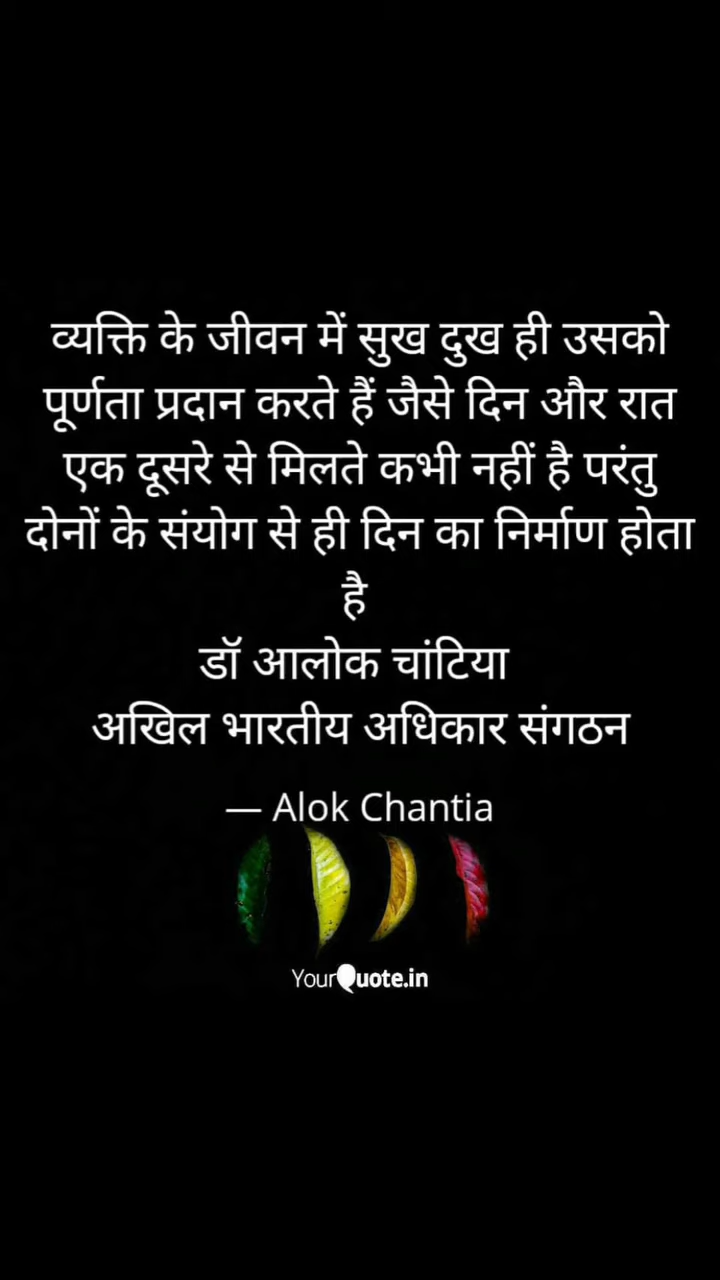 व्यक्ति के जीवन में सुख दुख ही उसको
पूर्णता प्रदान करते हैं जैसे दिन और रात
एक दूसरे से मिलते कभी नहीं है परंतु
दोनों के संयोग से ही दिन का निर्माण होता
है
डॉ आलोक चांटिया
अखिल भारतीय अधिकार संगठन
— Alok Chantia
YourQuote.in